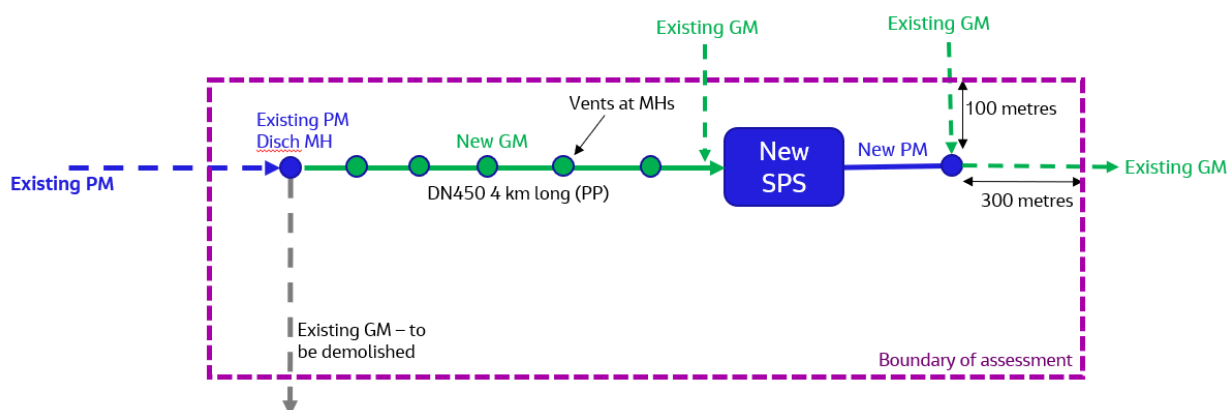 Existing GM
Existing GM
Vents at MHs
100 metres
Existing PM
Disch MH
New GM
New
SPS
New PM
Existing PM
Existing GM
DN450 4 km long (PP)
300 metres
Existing GM – to
be demolished
Boundary of assessment